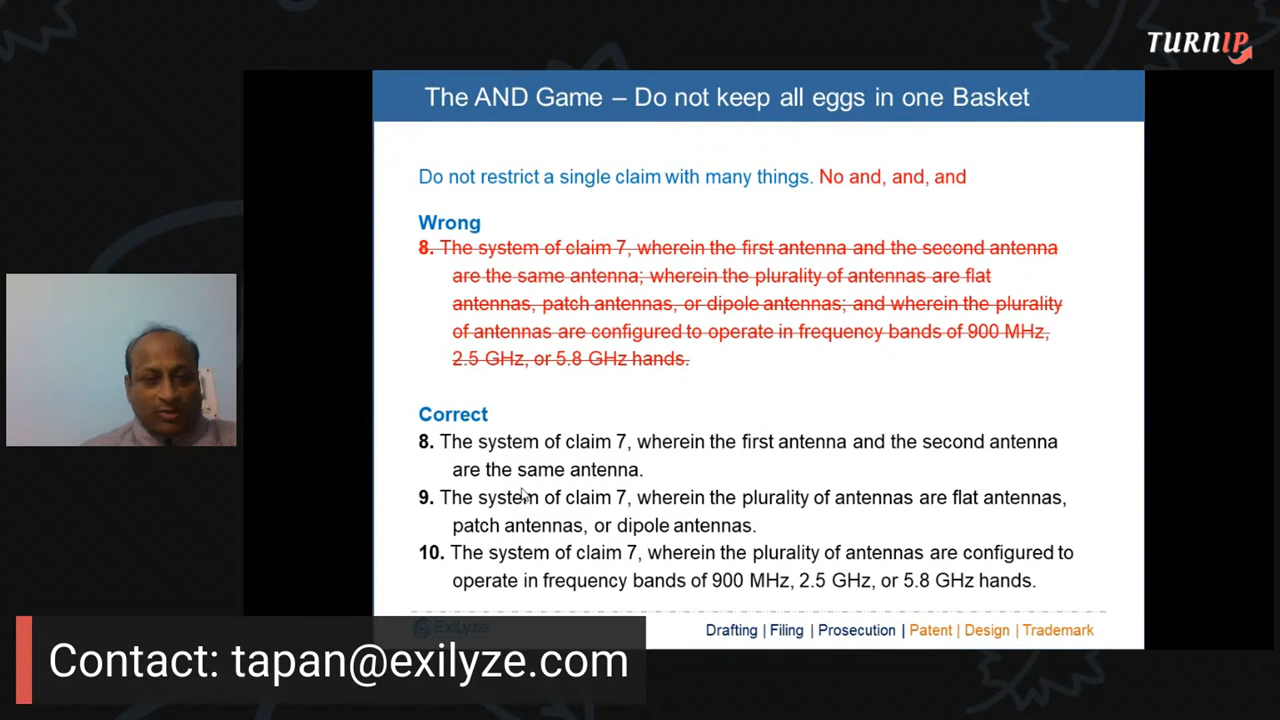 TURNIP
The AND Game – Do not keep all eggs in one Basket
Do not restrict a single claim with many things. No and, and, and
Wrong
8. The system of claim 7, wherein the first antenna and the second antenna
are the same antenna; wherein the plurality of antennas are flat
antennas, patch antennas, or dipole antennas; and wherein the plurality
of antennas are configured to operate in frequency bands of 900 MHz,
2.5 GHz, or 5.8 GHz hands.
Correct
8. The system of claim 7, wherein the first antenna and the second antenna
are the same antenna.
9. The system of claim 7, wherein the plurality of antennas are flat antennas,
patch antennas, or dipole antennas.
10. The system of claim 7, wherein the plurality of antennas are configured to
operate in frequency bands of 900 MHz, 2.5 GHz, or 5.8 GHz hands.
ExiLyze
Drafting | Filing | Prosecution | Patent | Design | Trademark
Contact: tapan@exilyze.com